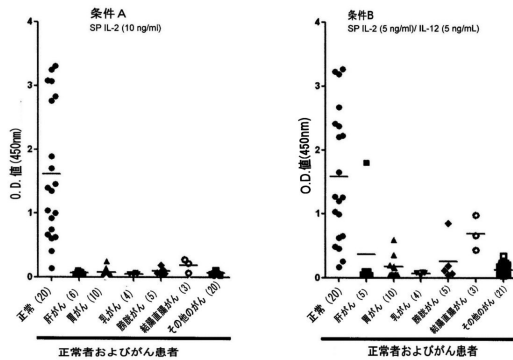 条件A
SP IL-2 (10 ng/ml)
O.D. 値(450nm)
4
3
2
1
0
正常 (20)
肝がん (6)
胃がん (10)
乳がん (4)
膀胱がん (5)
結腸直腸がん (3)
その他のがん (20)
正常者およびがん患者
条件B
SP IL-2 (5 ng/ml)/ IL-12 (5 ng/mL)
O.D.値(450nm)
4
3
2
1
0
正常 (20)
肝がん (5)
胃がん (10)
乳がん (4)
膀胱がん (5)
結腸直腸がん (3)
その他のがん (21)
正常者およびがん患者